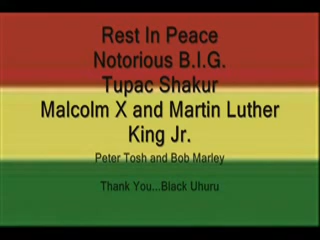 Rest In Peace
Notorious B.I.G.
Tupac Shakur
Malcolm X and Martin Luther
King Jr.
Peter Tosh and Bob Marley
Thank You...Black Uhuru